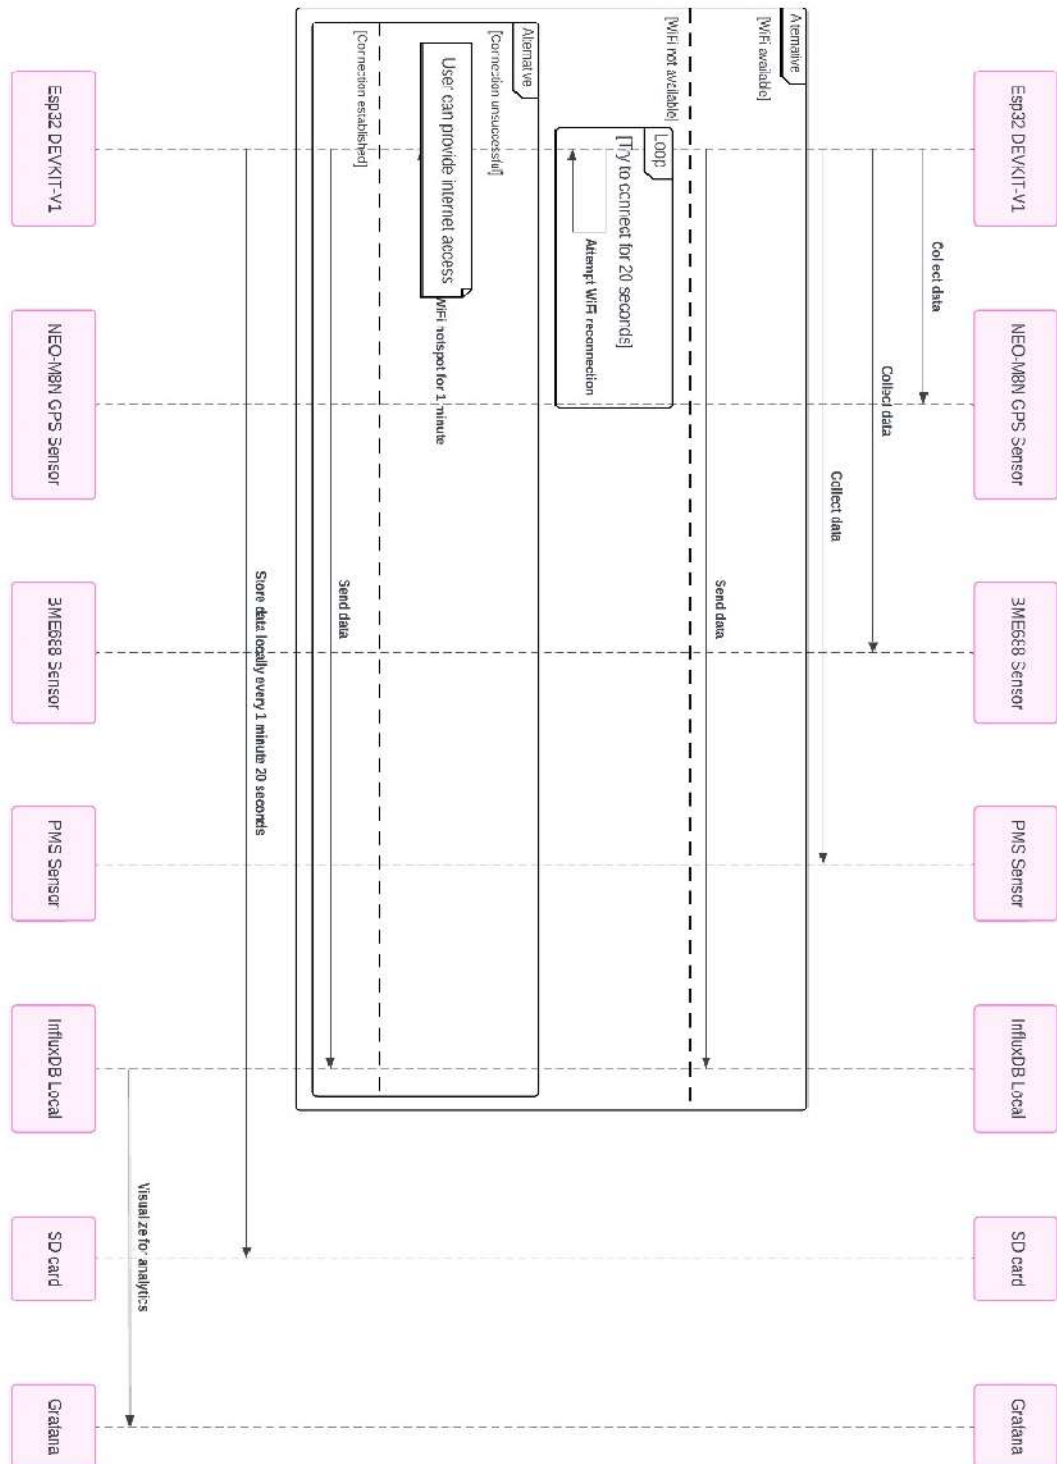 Esp32 DEVKIT-V1
NEO-M8N GPS Sensor
BME688 Sensor
PMS Sensor
InfluxDB Local
SD card
Grafana
Collect data
Collect data
Collect data
Alternative
[WiFi available]
Send data
[WiFi not available]
Loop
[Try to connect for 20 seconds]
Attempt WiFi reconnection
Alternative
[Connection unsuccessful]
WiFi hotspot for 1 minute
User can provide internet access
[Connection established]
Send data
Store data locally every 1 minute 20 seconds
Visualize for analytics
Esp32 DEVKIT-V1
NEO-M8N GPS Sensor
BME688 Sensor
PMS Sensor
InfluxDB Local
SD card
Grafana